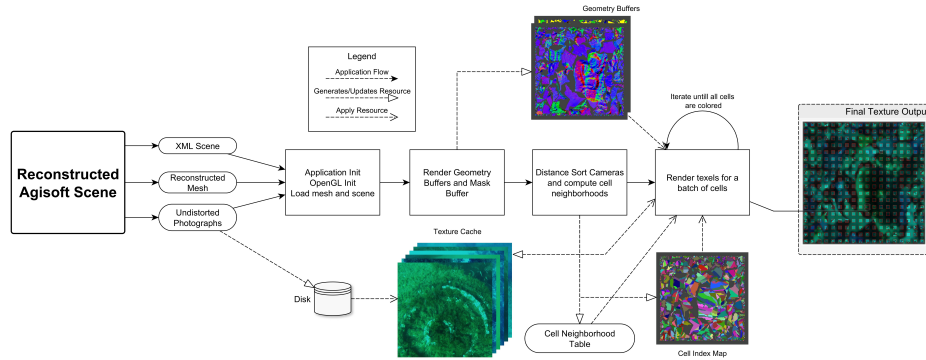 Geometry Buffers
Legend
Application Flow
Generates/Updates Resource
Apply Resource
Iterate untill all cells
are colored
Final Texture Outpu
Reconstructed
Agisoft Scene
XML Scene
Reconstructed
Mesh
Undistorted
Photographs
Application Init
OpenGL Init
Load mesh and scene
Render Geometry
Buffers and Mask
Buffer
Distance Sort Cameras
and compute cell
neighborhoods
Render texels for a
batch of cells
Texture Cache
Disk
Cell Neighborhood
Table
Cell Index Map